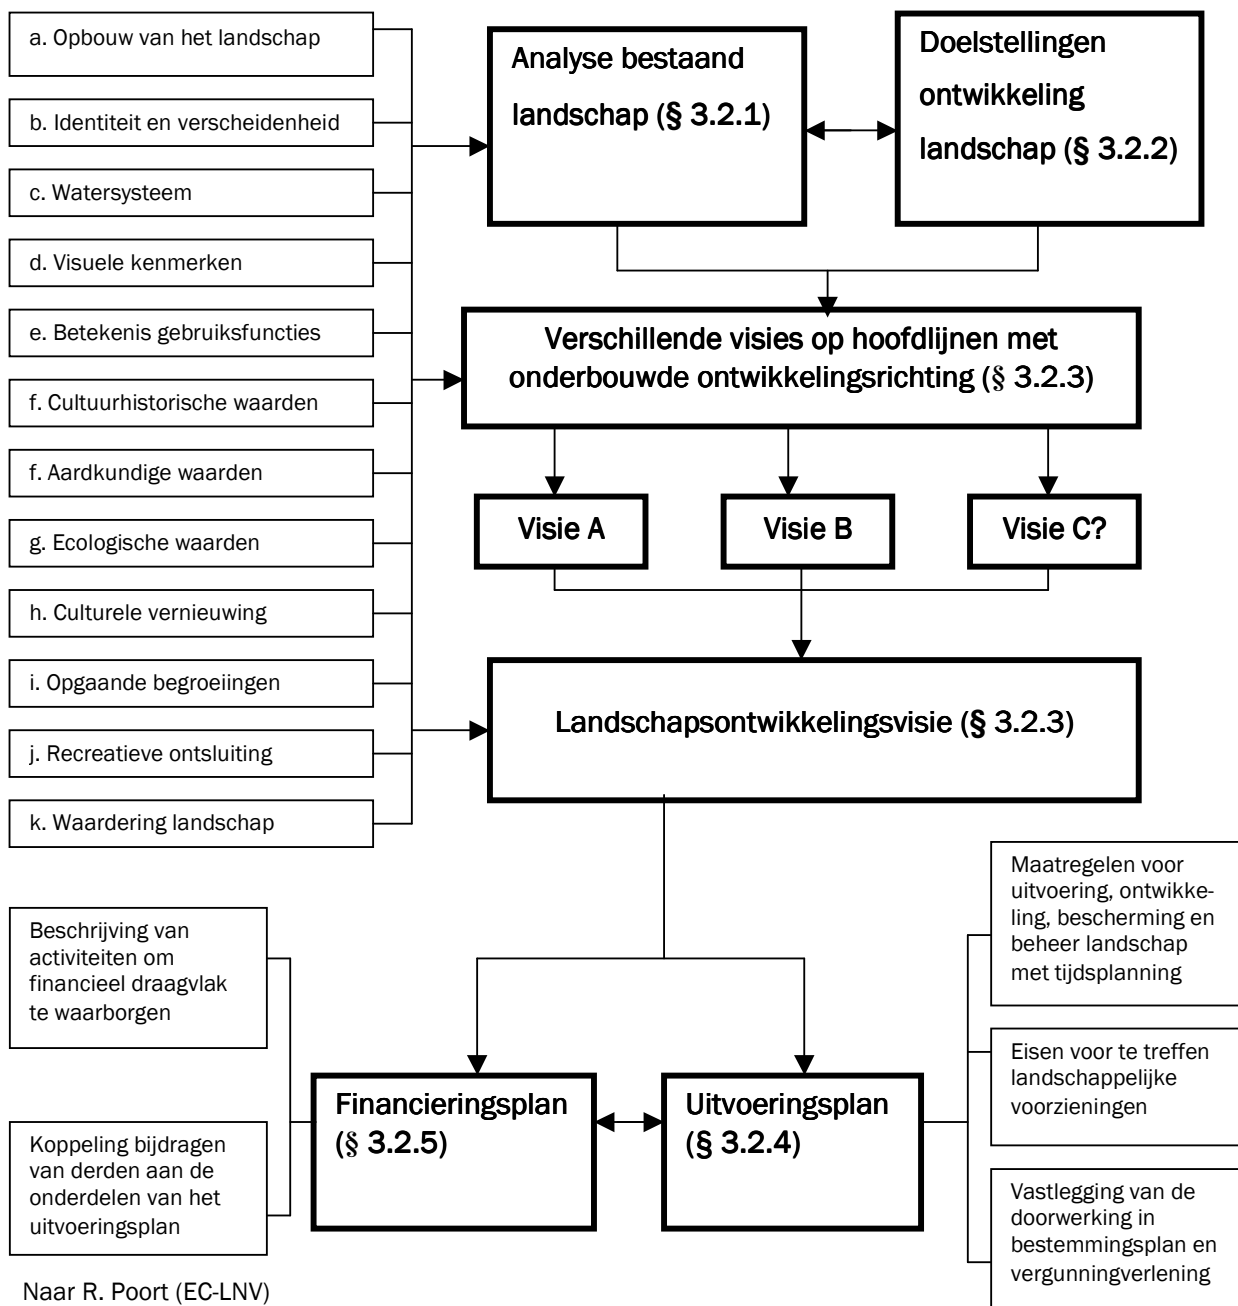 a. Opbouw van het landschap
b. Identiteit en verscheidenheid
c. Watersysteem
d. Visuele kenmerken
e. Betekenis gebruiksfuncties
f. Cultuurhistorische waarden
f. Aardkundige waarden
g. Ecologische waarden
h. Culturele vernieuwing
i. Opgaande begroeiingen
j. Recreatieve ontsluiting
k. Waardering landschap
Analyse bestaand
landschap (§ 3.2.1)
Doelstellingen
ontwikkeling
landschap (§ 3.2.2)
Verschillende visies op hoofdlijnen met
onderbouwde ontwikkelingsrichting (§ 3.2.3)
Visie A
Visie B
Visie C?
Landschapsontwikkelingsvisie (§ 3.2.3)
Beschrijving van
activiteiten om
financieel draagvlak
te waarborgen
Koppeling bijdragen
van derden aan de
onderdelen van het
uitvoeringsplan
Financieringsplan
(§ 3.2.5)
Uitvoeringsplan
(§ 3.2.4)
Maatregelen voor
uitvoering, ontwikke-
ling, bescherming en
beheer landschap
met tijdsplanning
Eisen voor te treffen
landschappelijke
voorzieningen
Vastlegging van de
doorwerking in
bestemmingsplan en
vergunningverlening
Naar R. Poort (EC-LNV)